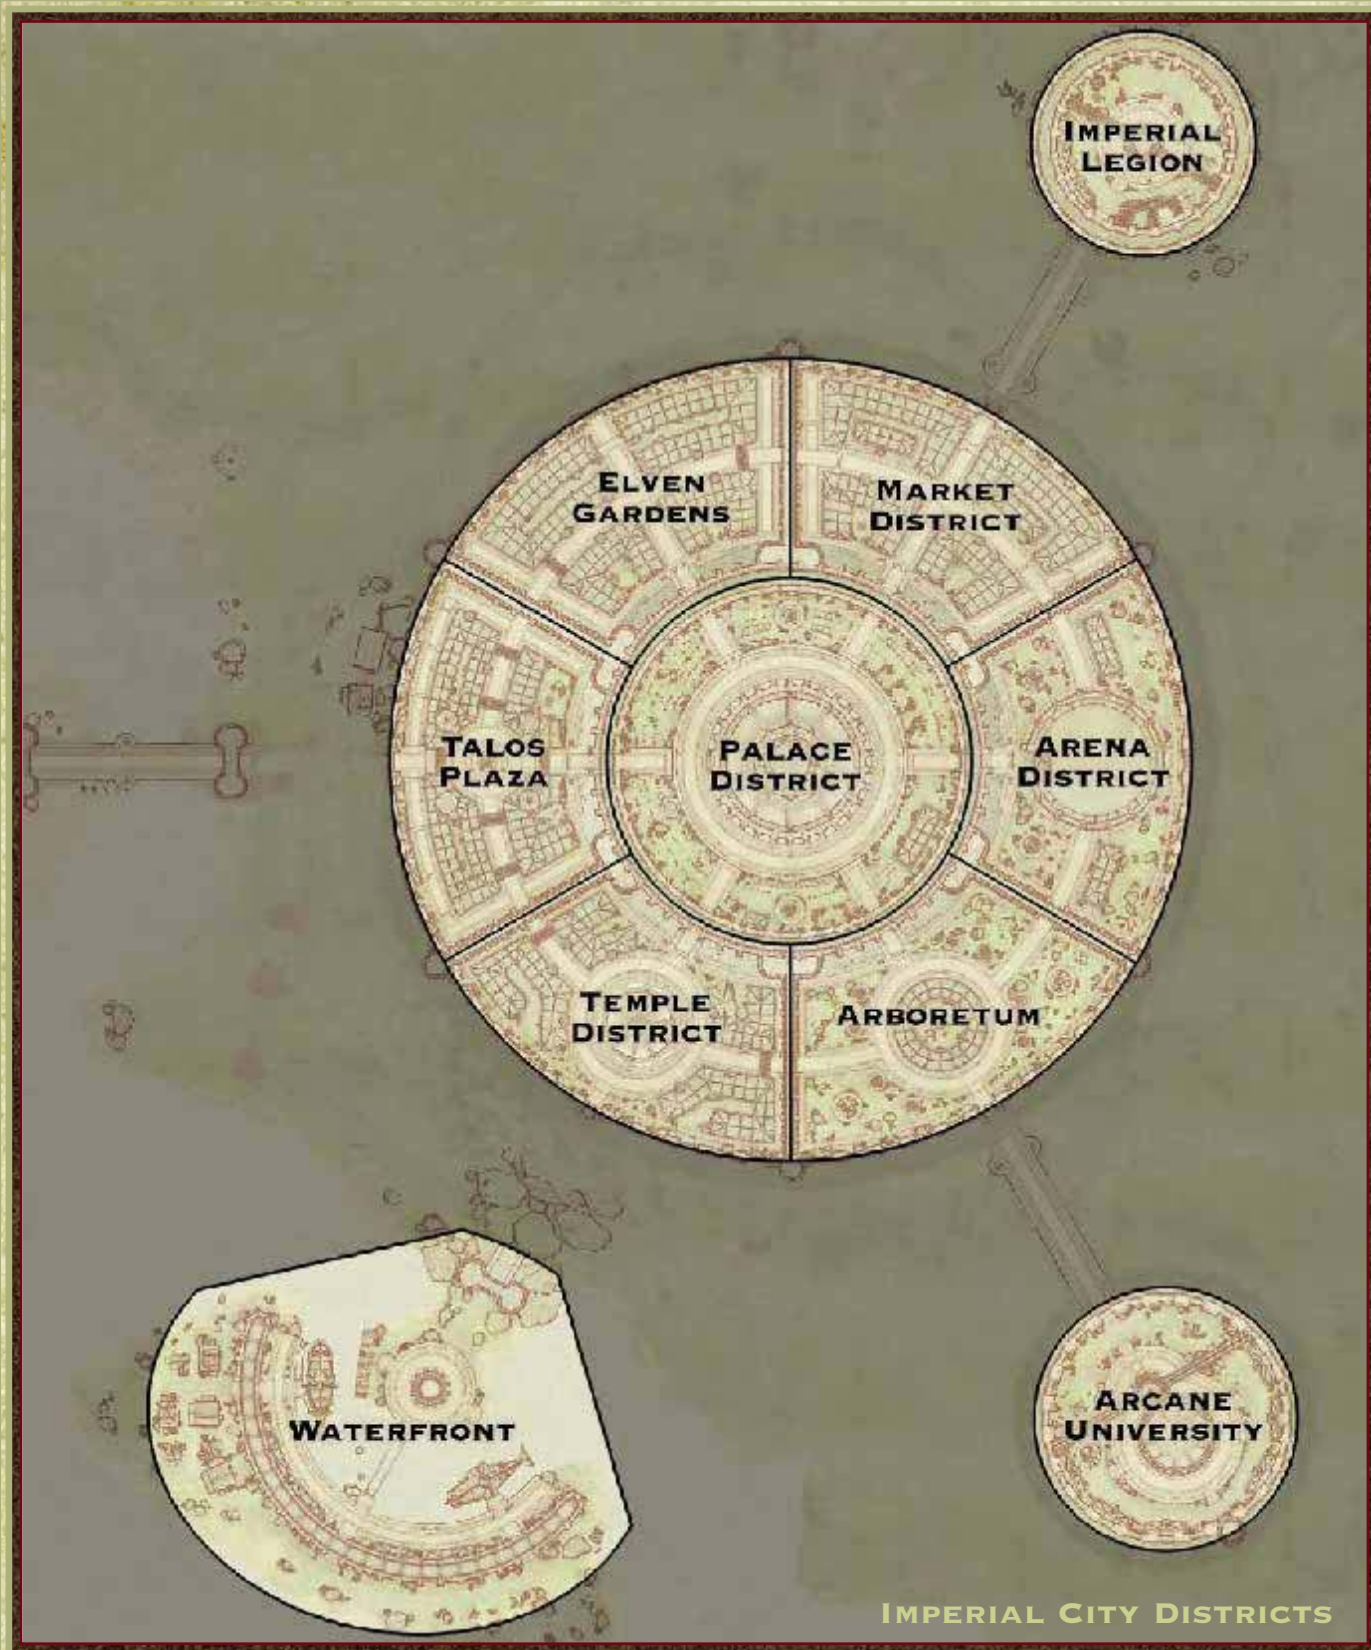 IMPERIAL
LEGION
ELVEN
GARDENS
MARKET
DISTRICT
TALOS
PLAZA
PALACE
DISTRICT
ARENA
DISTRICT
TEMPLE
DISTRICT
ARBORETUM
WATERFRONT
ARCANE
UNIVERSITY
IMPERIAL CITY DISTRICTS